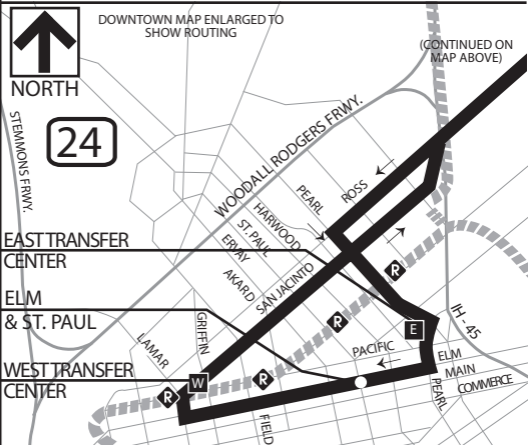 DOWNTOWN MAP ENLARGED TO
SHOW ROUTING
(CONTINUED ON
MAP ABOVE)
NORTH
24
STEMMONS FRWY.
WOODALL RODGERS FRWY.
PEARL
ROSS
HARWOOD
ST. PAUL
ERVAY
AKARD
SAN JACINTO
EAST TRANSFER
CENTER
R
ELM
& ST. PAUL
GRIFFIN
LAMAR
R
E
IH - 45
PACIFIC
WEST TRANSFER
CENTER
W
R
R
ELM
MAIN
COMMERCE
PEARL
FIELD